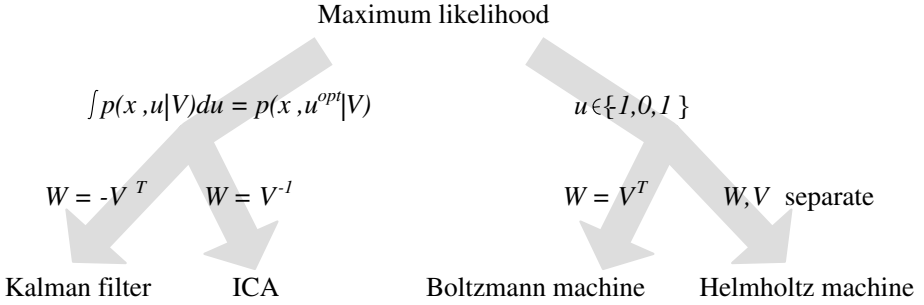 Maximum likelihood
∫p(x ,u|V)du = p(x ,u^opt|V) u∈{-1,0,1 }
W = -V ^T W = V^-1 W = V^T W,V separate
Kalman filter ICA Boltzmann machine Helmholtz machine